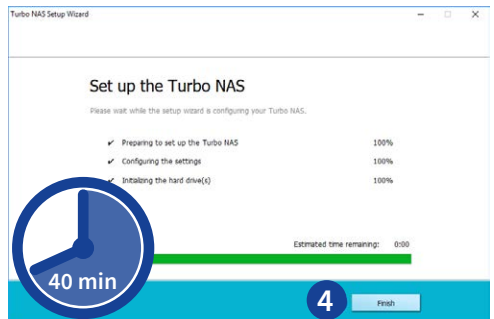 Turbo NAS Setup Wizard
Set up the Turbo NAS
Please wait while the setup wizard is configuring your Turbo NAS.
✔ Preparing to set up the Turbo NAS 100%
✔ Configuring the settings 100%
✔ Initializing the hard drive(s) 100%
Estimated time remaining: 0:00
40 min
4 Finish